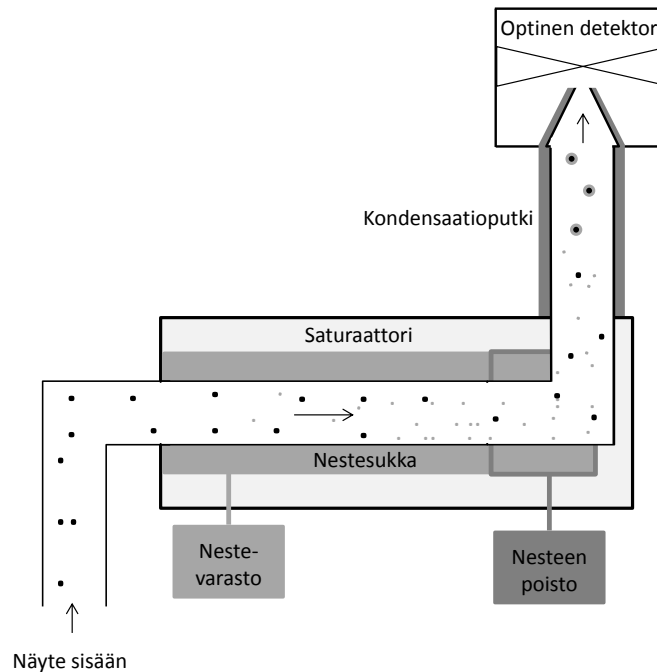 Optinen detektori
Kondensaatioputki
Saturaattori
Nestesukka
Neste-
varasto
Nesteen
poisto
Näyte sisään